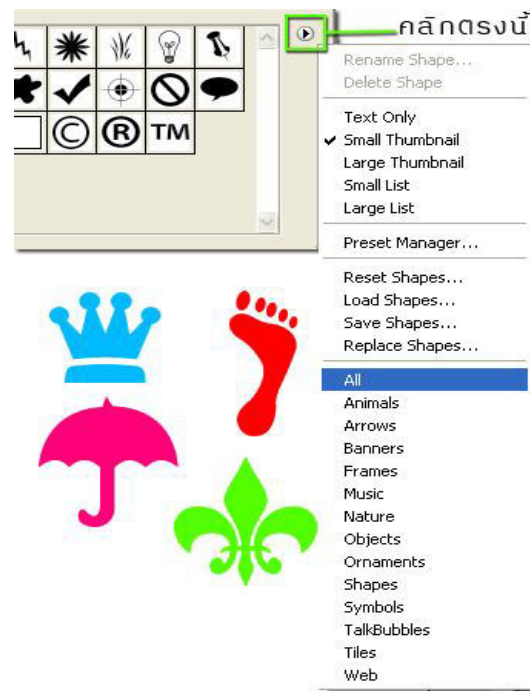 คลิกตรงนี้
© ® TM
Rename Shape...
Delete Shape
Text Only
Small Thumbnail
Large Thumbnail
Small List
Large List
Preset Manager...
Reset Shapes...
Load Shapes...
Save Shapes...
Replace Shapes...
All
Animals
Arrows
Banners
Frames
Music
Nature
Objects
Ornaments
Shapes
Symbols
TalkBubbles
Tiles
Web